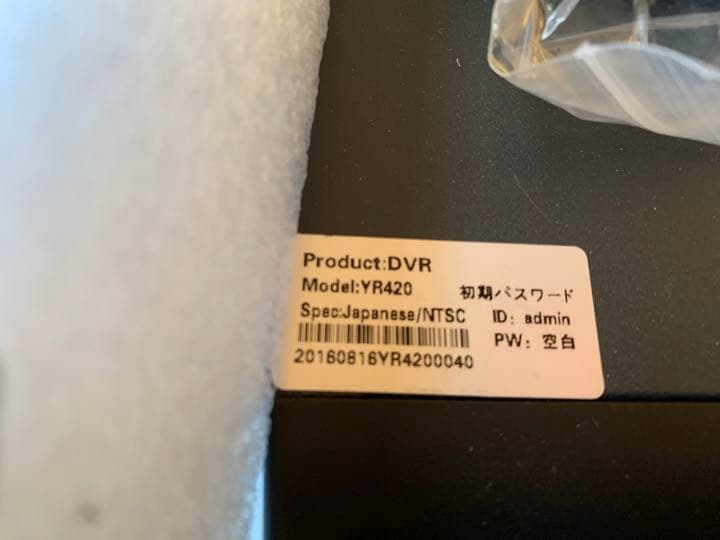 Product:DVR
Model:YR420
初期パスワード
Spec:Japanese/NTSC
ID: admin
PW: 空白
20160816YR4200040